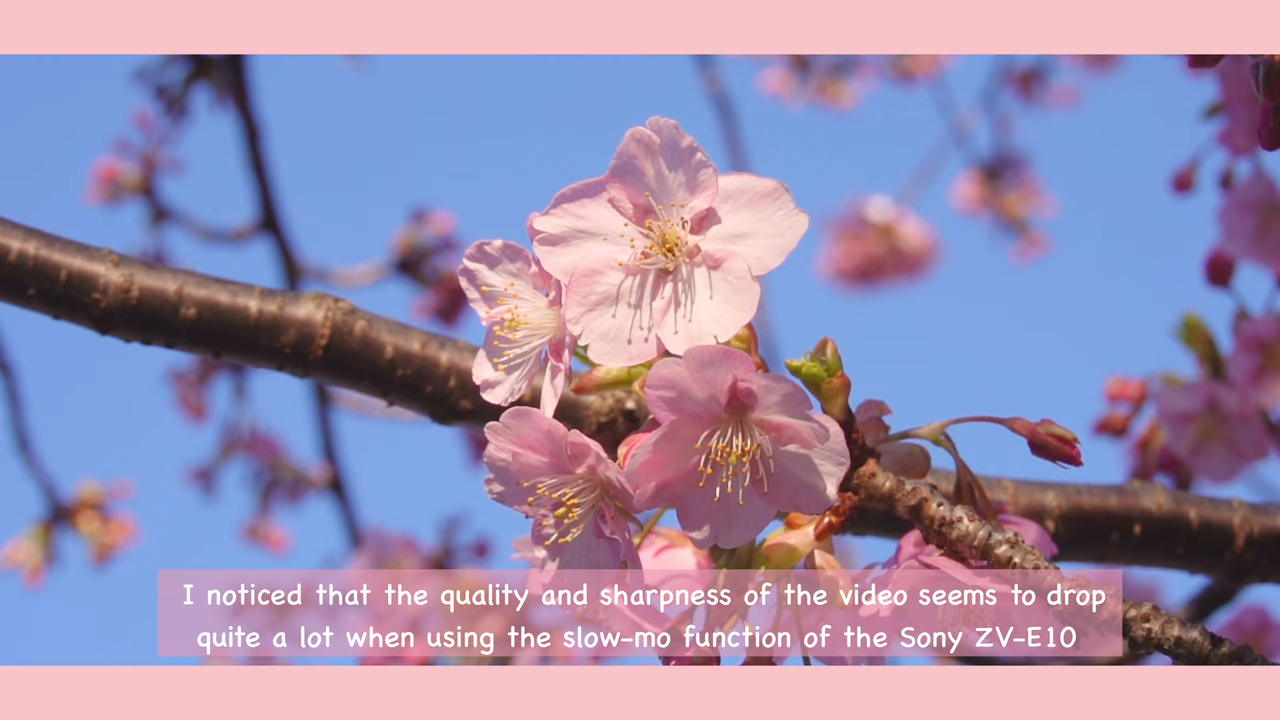 I noticed that the quality and sharpness of the video seems to drop
quite a lot when using the slow-mo function of the Sony ZV-E10